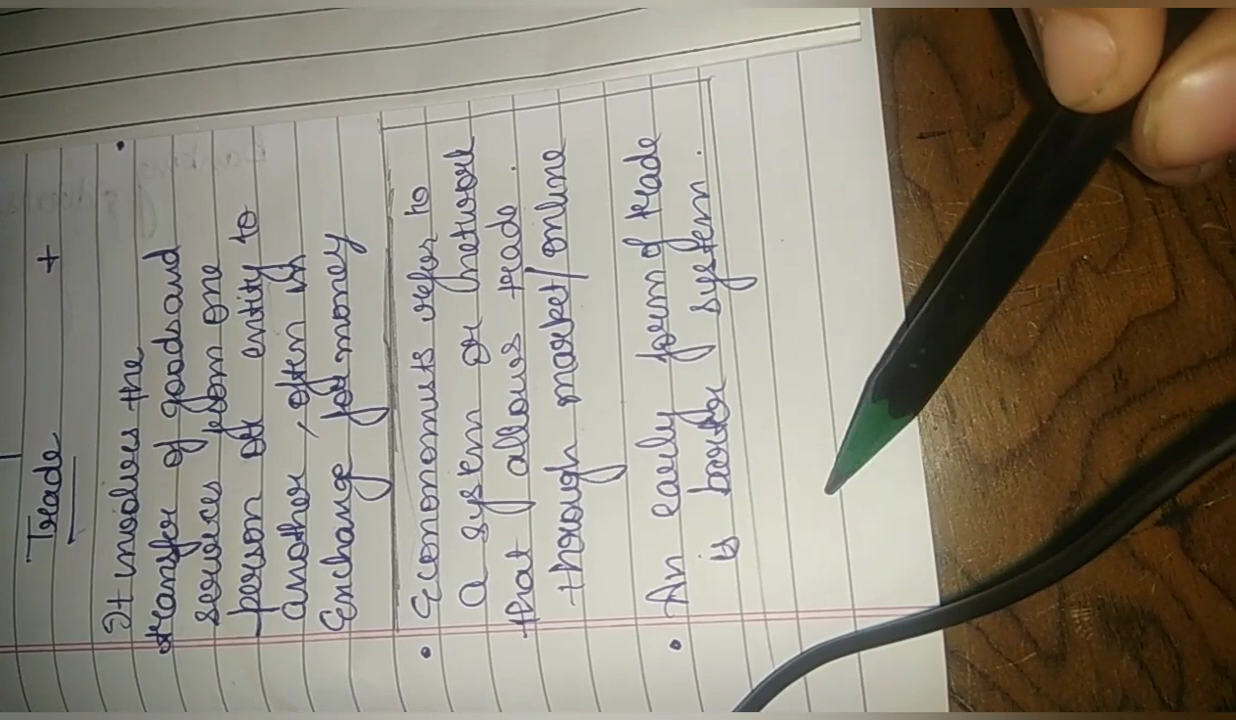 Trade +
It involves the
transfer of goods and
services from one
person or entity to
another, often in
Exchang for money
• Economomits refer to
a system or network
that allows trade.
through market/online
• An early form of trade
is barter system.